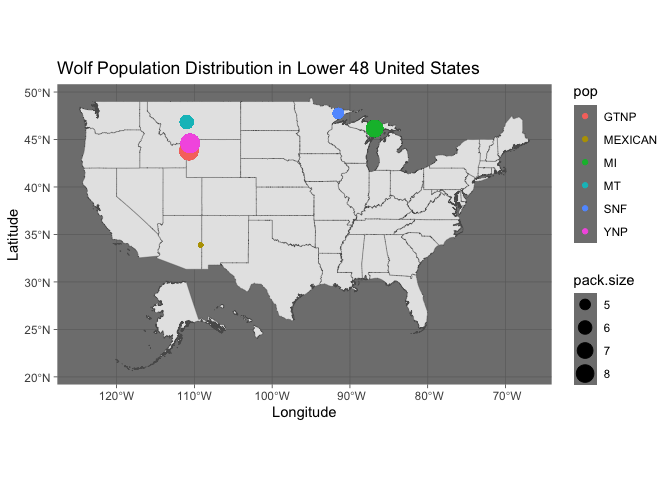 Wolf Population Distribution in Lower 48 United States
50°N
45°N
40°N
35°N
30°N
25°N
20°N
Latitude
120°W
110°W
100°W
90°W
80°W
70°W
Longitude
pop
GTNP
MEXICAN
MI
MT
SNF
YNP
pack.size
5
6
7
8